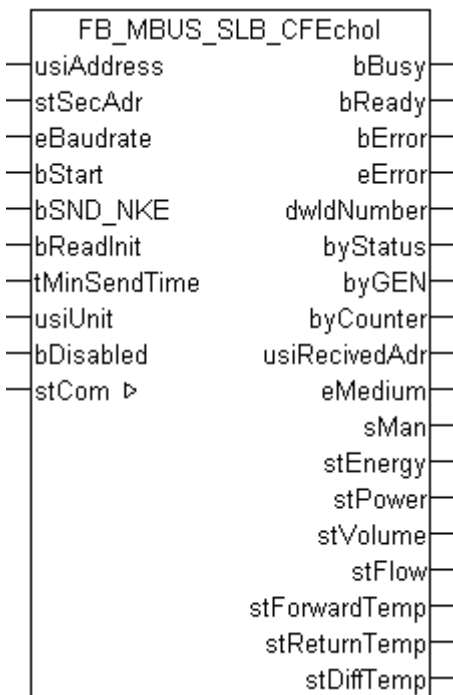 FB_MBUS_SLB_CFEchol
usiAddress bBusy
stSecAdr bReady
eBaudrate bError
bStart eError
bSND_NKE dwIdNumber
bReadInit byStatus
tMinSendTime byGEN
usiUnit byCounter
bDisabled usiRecivedAdr
stCom ▷ eMedium
sMan
stEnergy
stPower
stVolume
stFlow
stForwardTemp
stReturnTemp
stDiffTemp